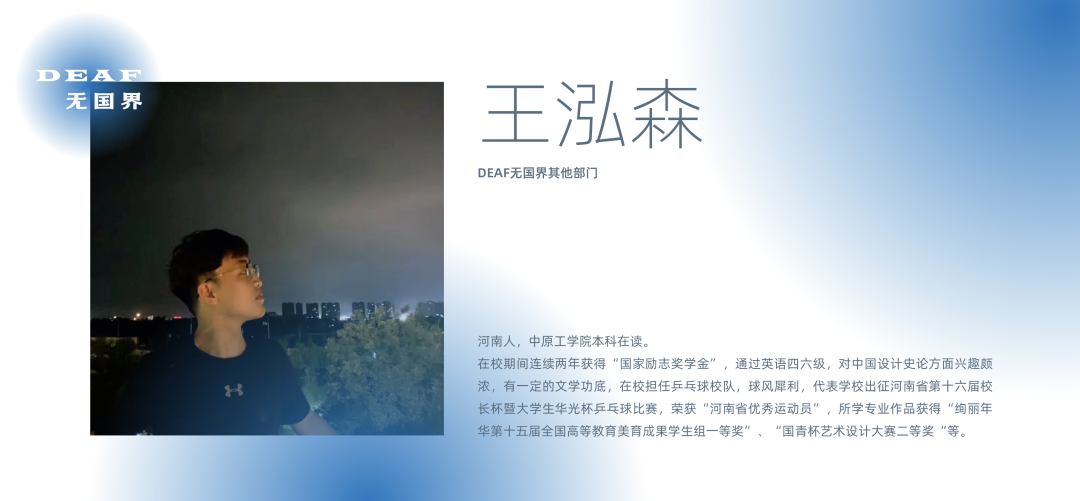 DEAF
无国界
王泓森
DEAF无国界其他部门
河南人，中原工学院本科在读。
在校期间连续两年获得“国家励志奖学金”，通过英语四六级，对中国设计史论方面兴趣颇
浓，有一定的文学功底，在校担任乒乓球校队，球风犀利，代表学校出征河南省第十六届校
长杯暨大学生华光杯乒乓球比赛，荣获“河南省优秀运动员”，所学专业作品获得“绚丽年
华第十五届全国高等教育美育成果学生组一等奖”、“国青杯艺术设计大赛二等奖“等。